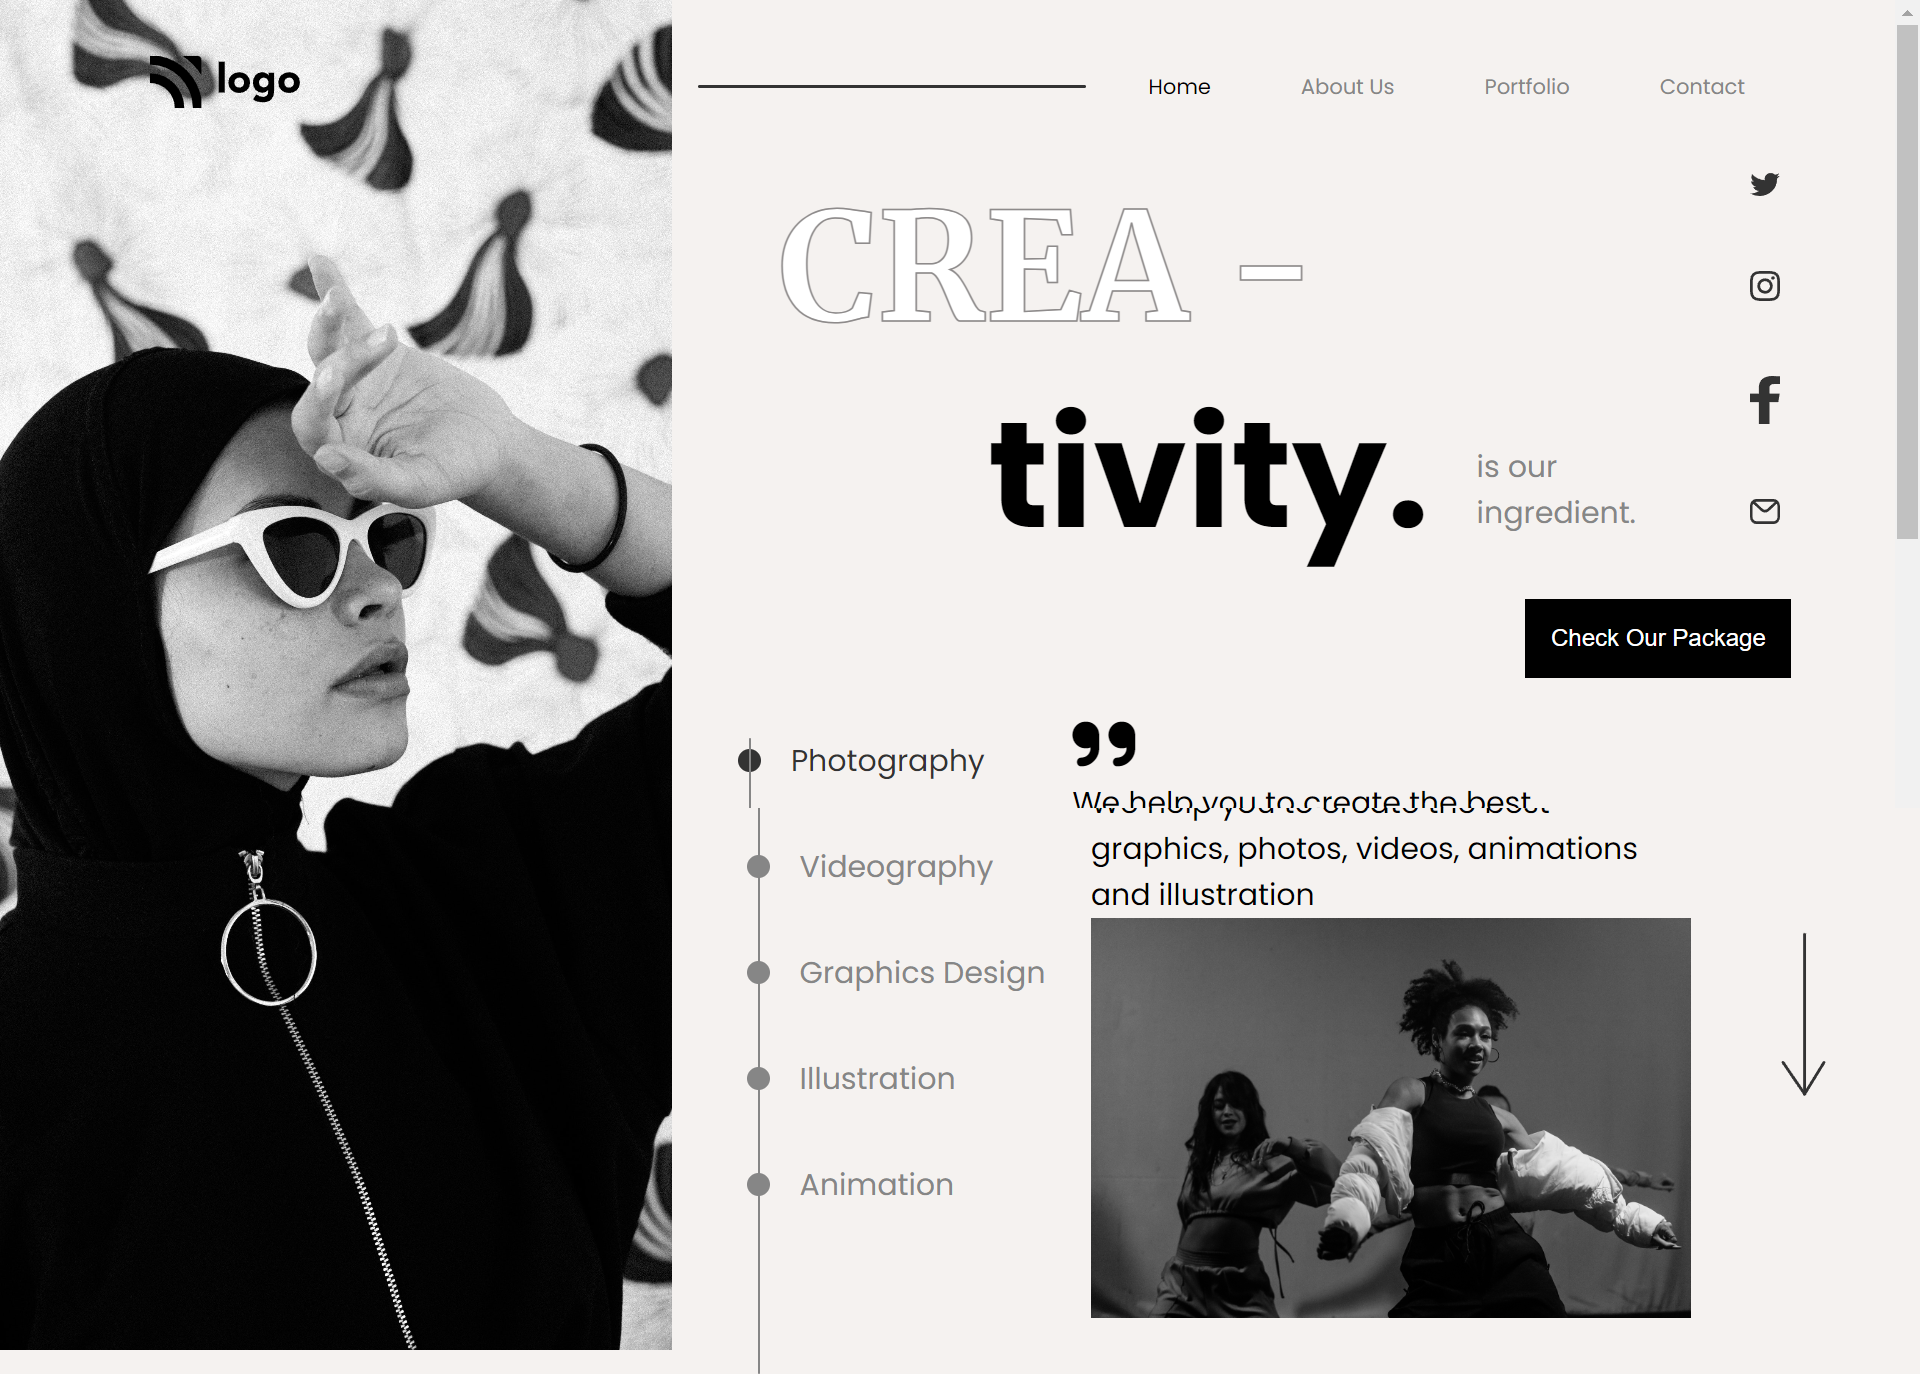 logo
Home About Us Portfolio Contact
CREA –
tivity.
is our
ingredient.
Check Our Package
Photography
We help you to create the best
graphics, photos, videos, animations
and illustration
Videography
Graphics Design
Illustration
Animation